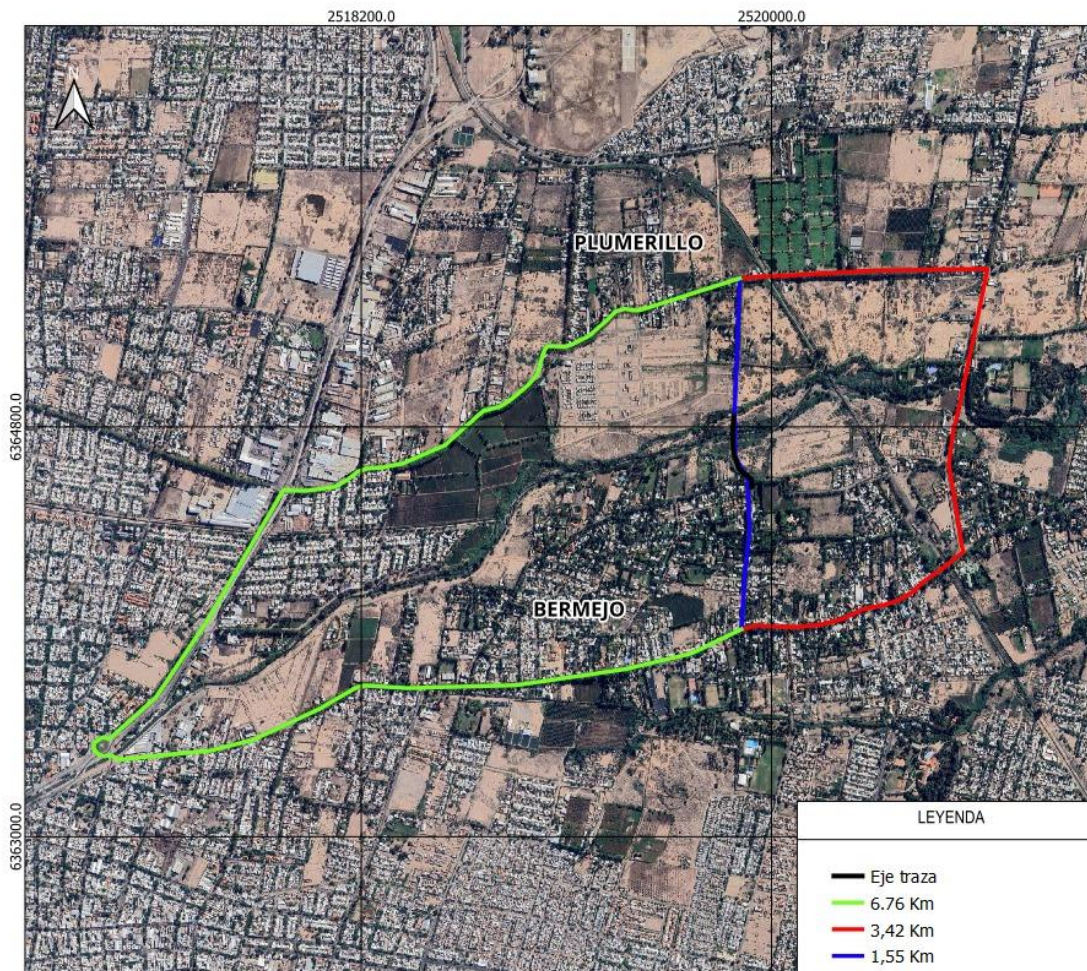 2518200.0
2520000.0
N
PLUMERILLO
6364800.0
BERMEJO
6363000.0
LEYENDA
Eje traza
6.76 Km
3,42 Km
1,55 Km